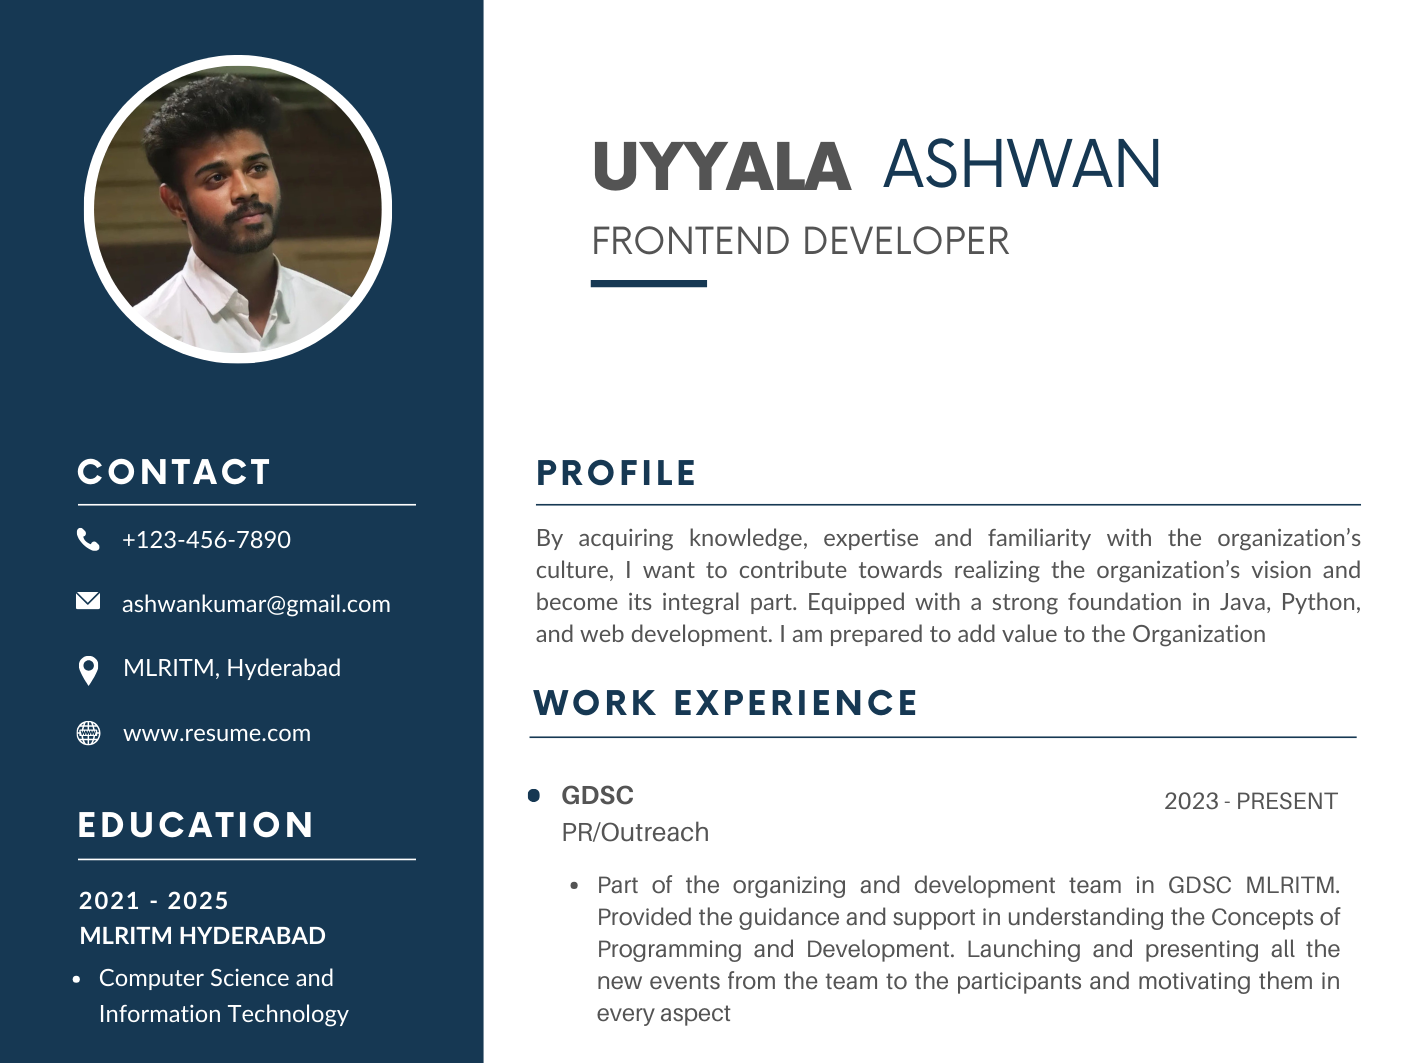 UYYALA ASHWAN
FRONTEND DEVELOPER
CONTACT
+123-456-7890
ashwankumar@gmail.com
MLRITM, Hyderabad
www.resume.com
EDUCATION
2021 - 2025
MLRITM HYDERABAD
• Computer Science and
Information Technology
PROFILE
By acquiring knowledge, expertise and familiarity with the organization’s
culture, I want to contribute towards realizing the organization’s vision and
become its integral part. Equipped with a strong foundation in Java, Python,
and web development. I am prepared to add value to the Organization
WORK EXPERIENCE
GDSC
2023 - PRESENT
PR/Outreach
• Part of the organizing and development team in GDSC MLRITM.
Provided the guidance and support in understanding the Concepts of
Programming and Development. Launching and presenting all the
new events from the team to the participants and motivating them in
every aspect